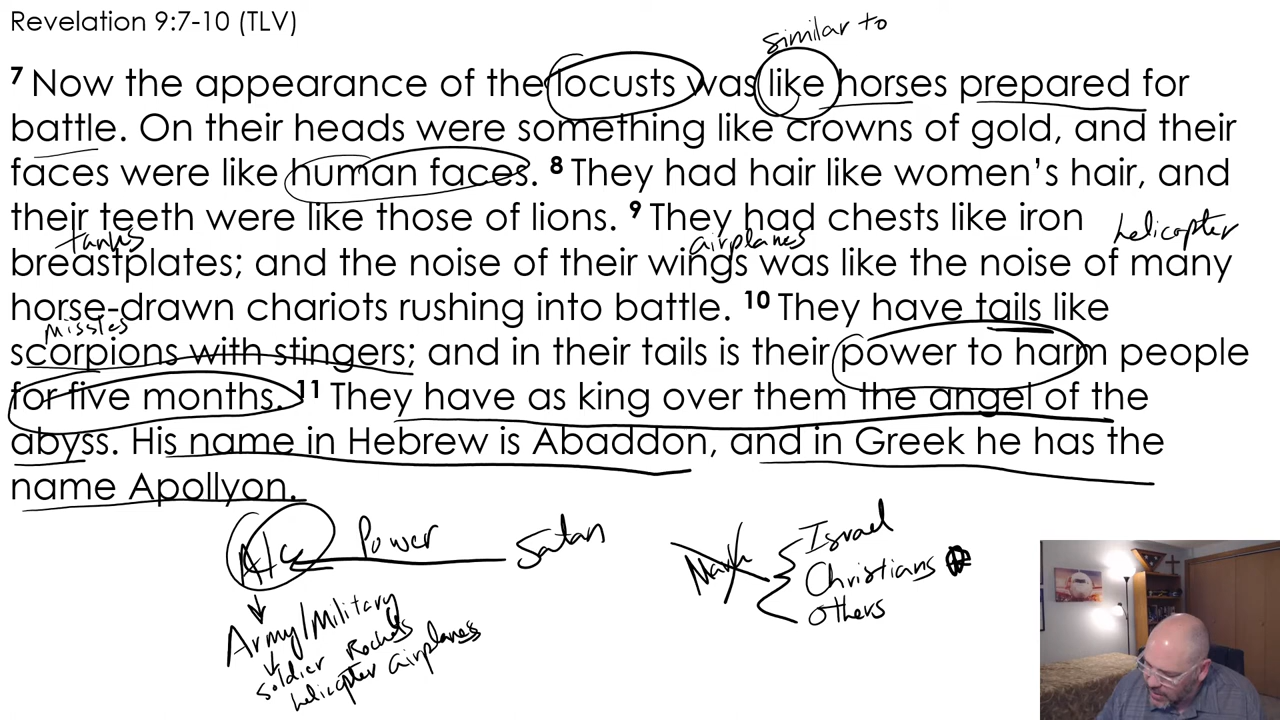 Revelation 9:7-10 (TLV)
similar to
7 Now the appearance of the locusts was like horses prepared for
battle. On their heads were something like crowns of gold, and their
faces were like human faces. 8 They had hair like women's hair, and
their teeth were like those of lions. 9 They had chests like iron
tanks airplanes helicopter
breastplates; and the noise of their wings was like the noise of many
horse-drawn chariots rushing into battle. 10 They have tails like
missles
scorpions with stingers; and in their tails is their power to harm people
for five months. 11 They have as king over them the angel of the
abyss. His name in Hebrew is Abaddon, and in Greek he has the
name Apollyon.
A/C Power Satan
Mark
Israel
Christians
Others
Army/Military
soldier Rockets
helicopter airplanes